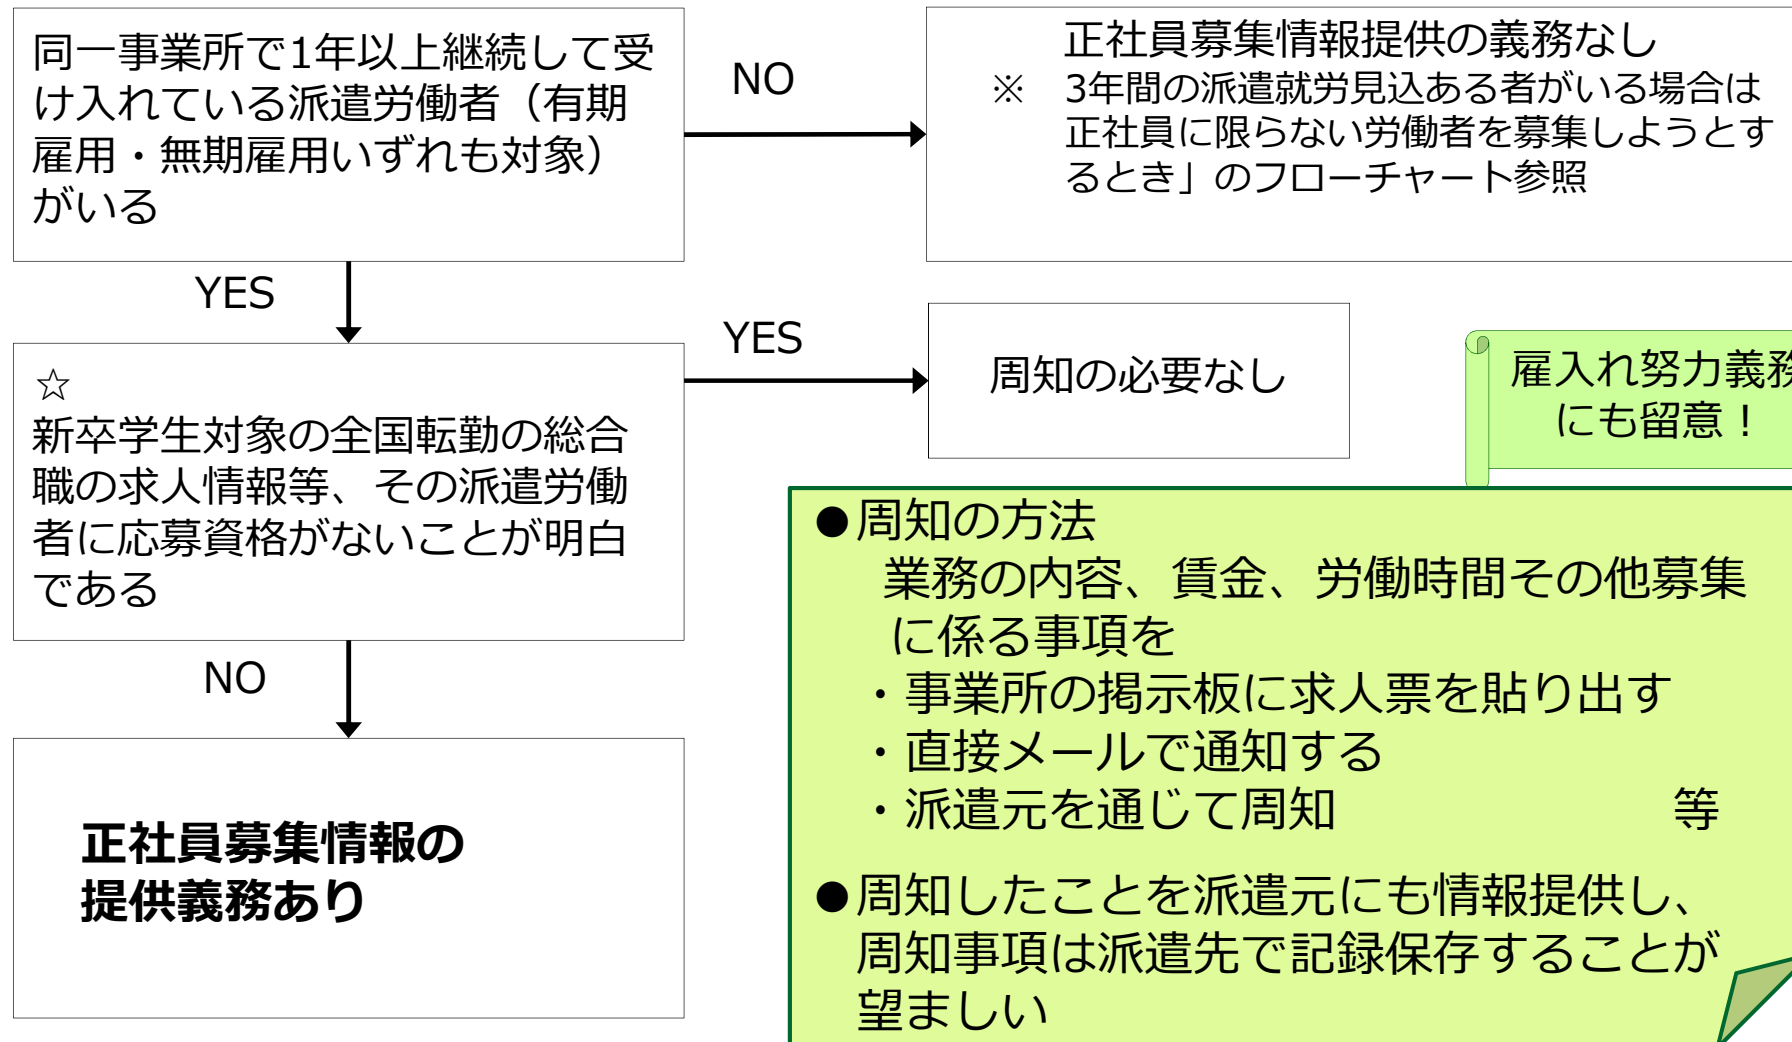 同一事業所で1年以上継続して受
け入れている派遣労働者（有期
雇用・無期雇用いずれも対象）
がいる
NO
正社員募集情報提供の義務なし
※　3年間の派遣就労見込ある者がいる場合は
正社員に限らない労働者を募集しようとす
るとき」のフローチャート参照
YES
☆
新卒学生対象の全国転勤の総合
職の求人情報等、その派遣労働
者に応募資格がないことが明白
である
YES
周知の必要なし
雇入れ努力義務
にも留意！
NO
正社員募集情報の
提供義務あり
●周知の方法
業務の内容、賃金、労働時間その他募集
に係る事項を
・事業所の掲示板に求人票を貼り出す
・直接メールで通知する
・派遣元を通じて周知　　　　　　　等
●周知したことを派遣元にも情報提供し、
周知事項は派遣先で記録保存することが
望ましい